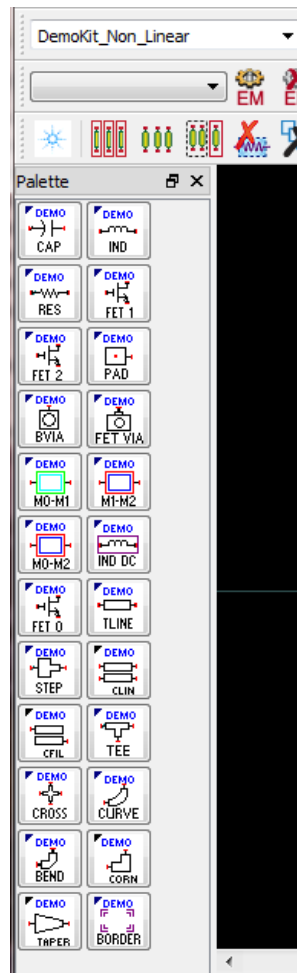 DemoKit_Non_Linear
EM
Palette
DEMO DEMO
CAP IND
DEMO DEMO
RES FET 1
DEMO DEMO
FET 2 PAD
DEMO DEMO
BVIA FET VIA
DEMO DEMO
M0-M1 M1-M2
DEMO DEMO
M0-M2 IND DC
DEMO DEMO
FET 0 TLINE
DEMO DEMO
STEP CLIN
DEMO DEMO
CFIL TEE
DEMO DEMO
CROSS CURVE
DEMO DEMO
BEND CORN
DEMO DEMO
TAPER BORDER